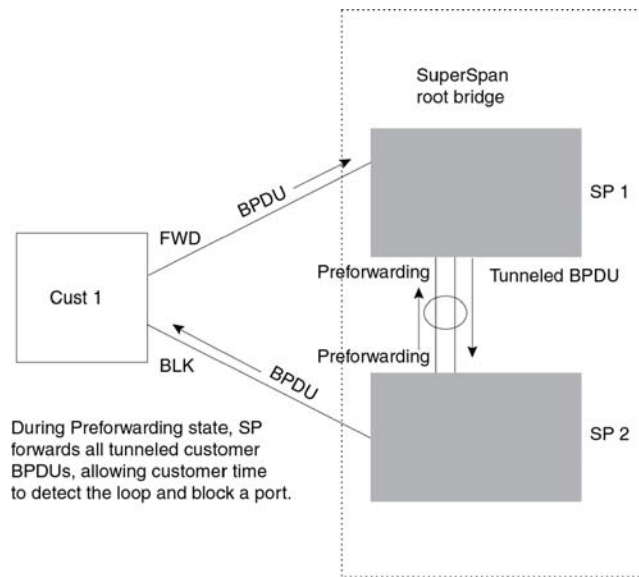 SuperSpan
root bridge
SP 1
BPDU
FWD
Preforwarding
Tunneled BPDU
Cust 1
Preforwarding
BLK
BPDU
SP 2
During Preforwarding state, SP
forwards all tunneled customer
BPDUs, allowing customer time
to detect the loop and block a port.